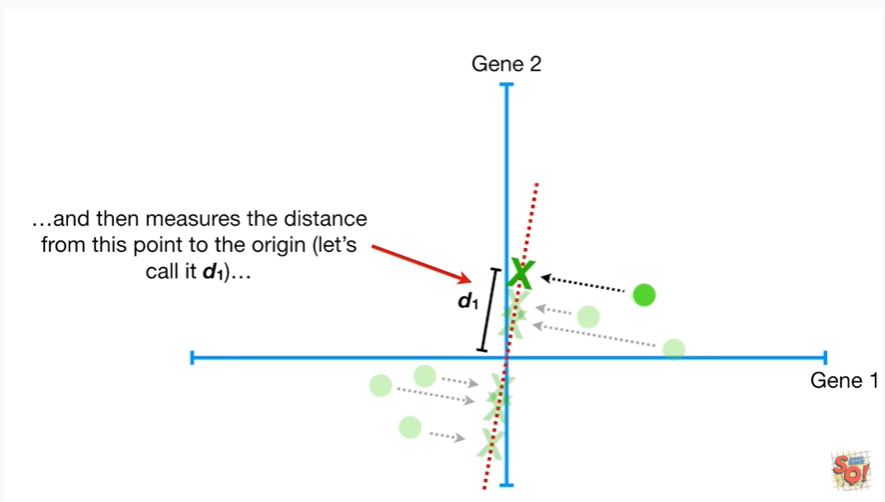 Gene 2
…and then measures the distance
from this point to the origin (let’s
call it d₁)…
d₁
Gene 1
SQ!